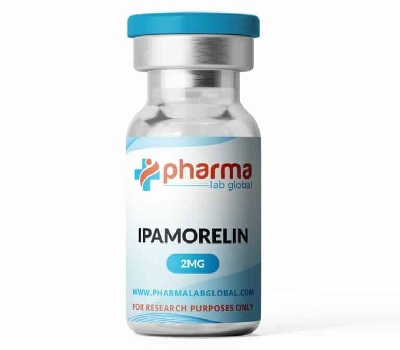 pharma
lab global
IPAMORELIN
2MG
WWW.PHARMALABGLOBAL.COM
FOR RESEARCH PURPOSES ONLY